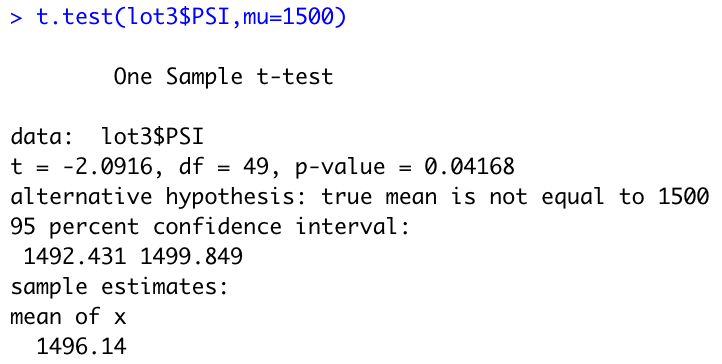 > t.test(lot3$PSI,mu=1500)
One Sample t-test
data:  lot3$PSI
t = -2.0916, df = 49, p-value = 0.04168
alternative hypothesis: true mean is not equal to 1500
95 percent confidence interval:
1492.431 1499.849
sample estimates:
mean of x
1496.14